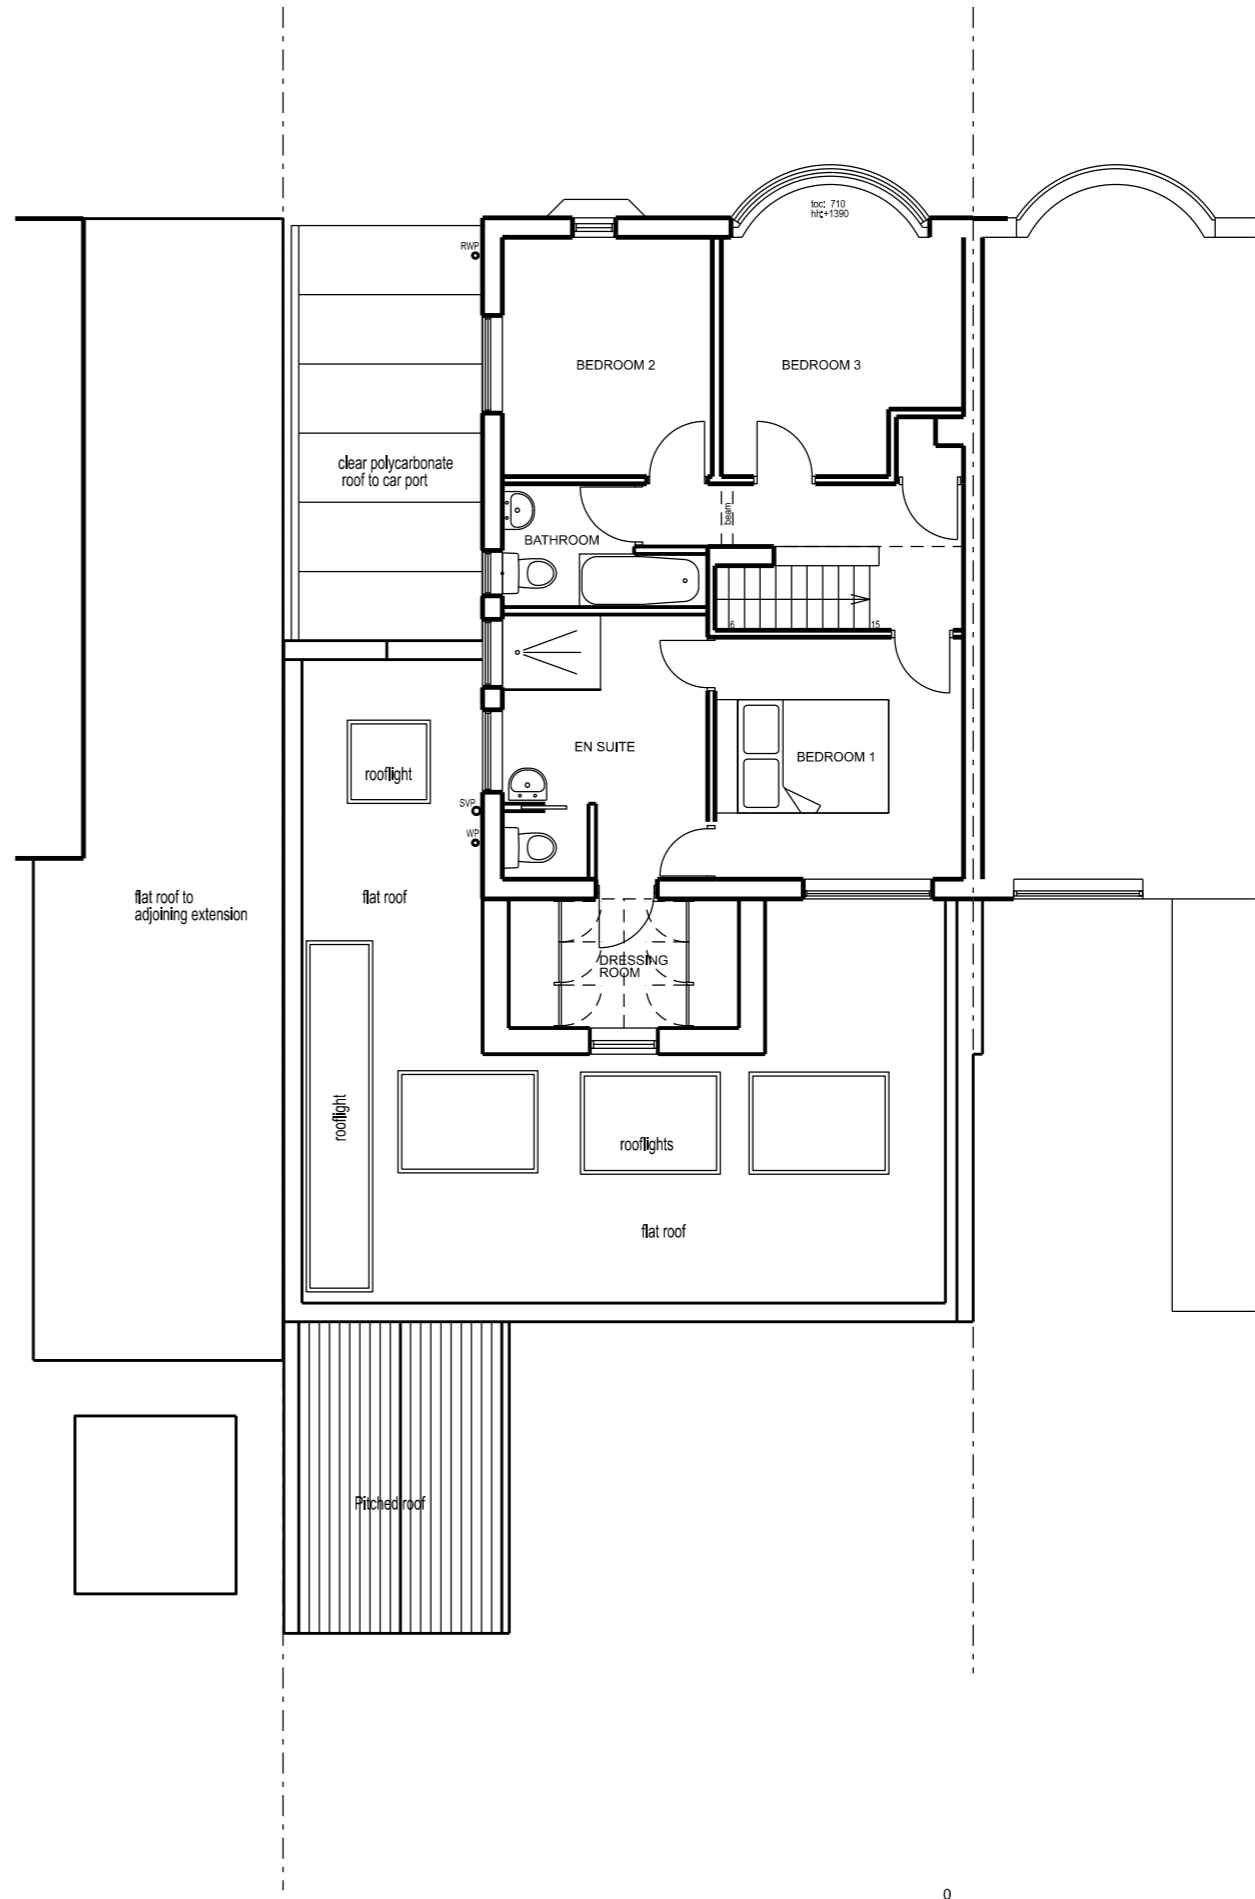 toc: 710
hh:+1390
RWP
BEDROOM 2
BEDROOM 3
clear polycarbonate
roof to car port
beam
BATHROOM
6
15
EN SUITE
BEDROOM 1
rooflight
SVP
WP
flat roof to
adjoining extension
flat roof
DRESSING
ROOM
rooflight
rooflights
flat roof
Pitched roof
0